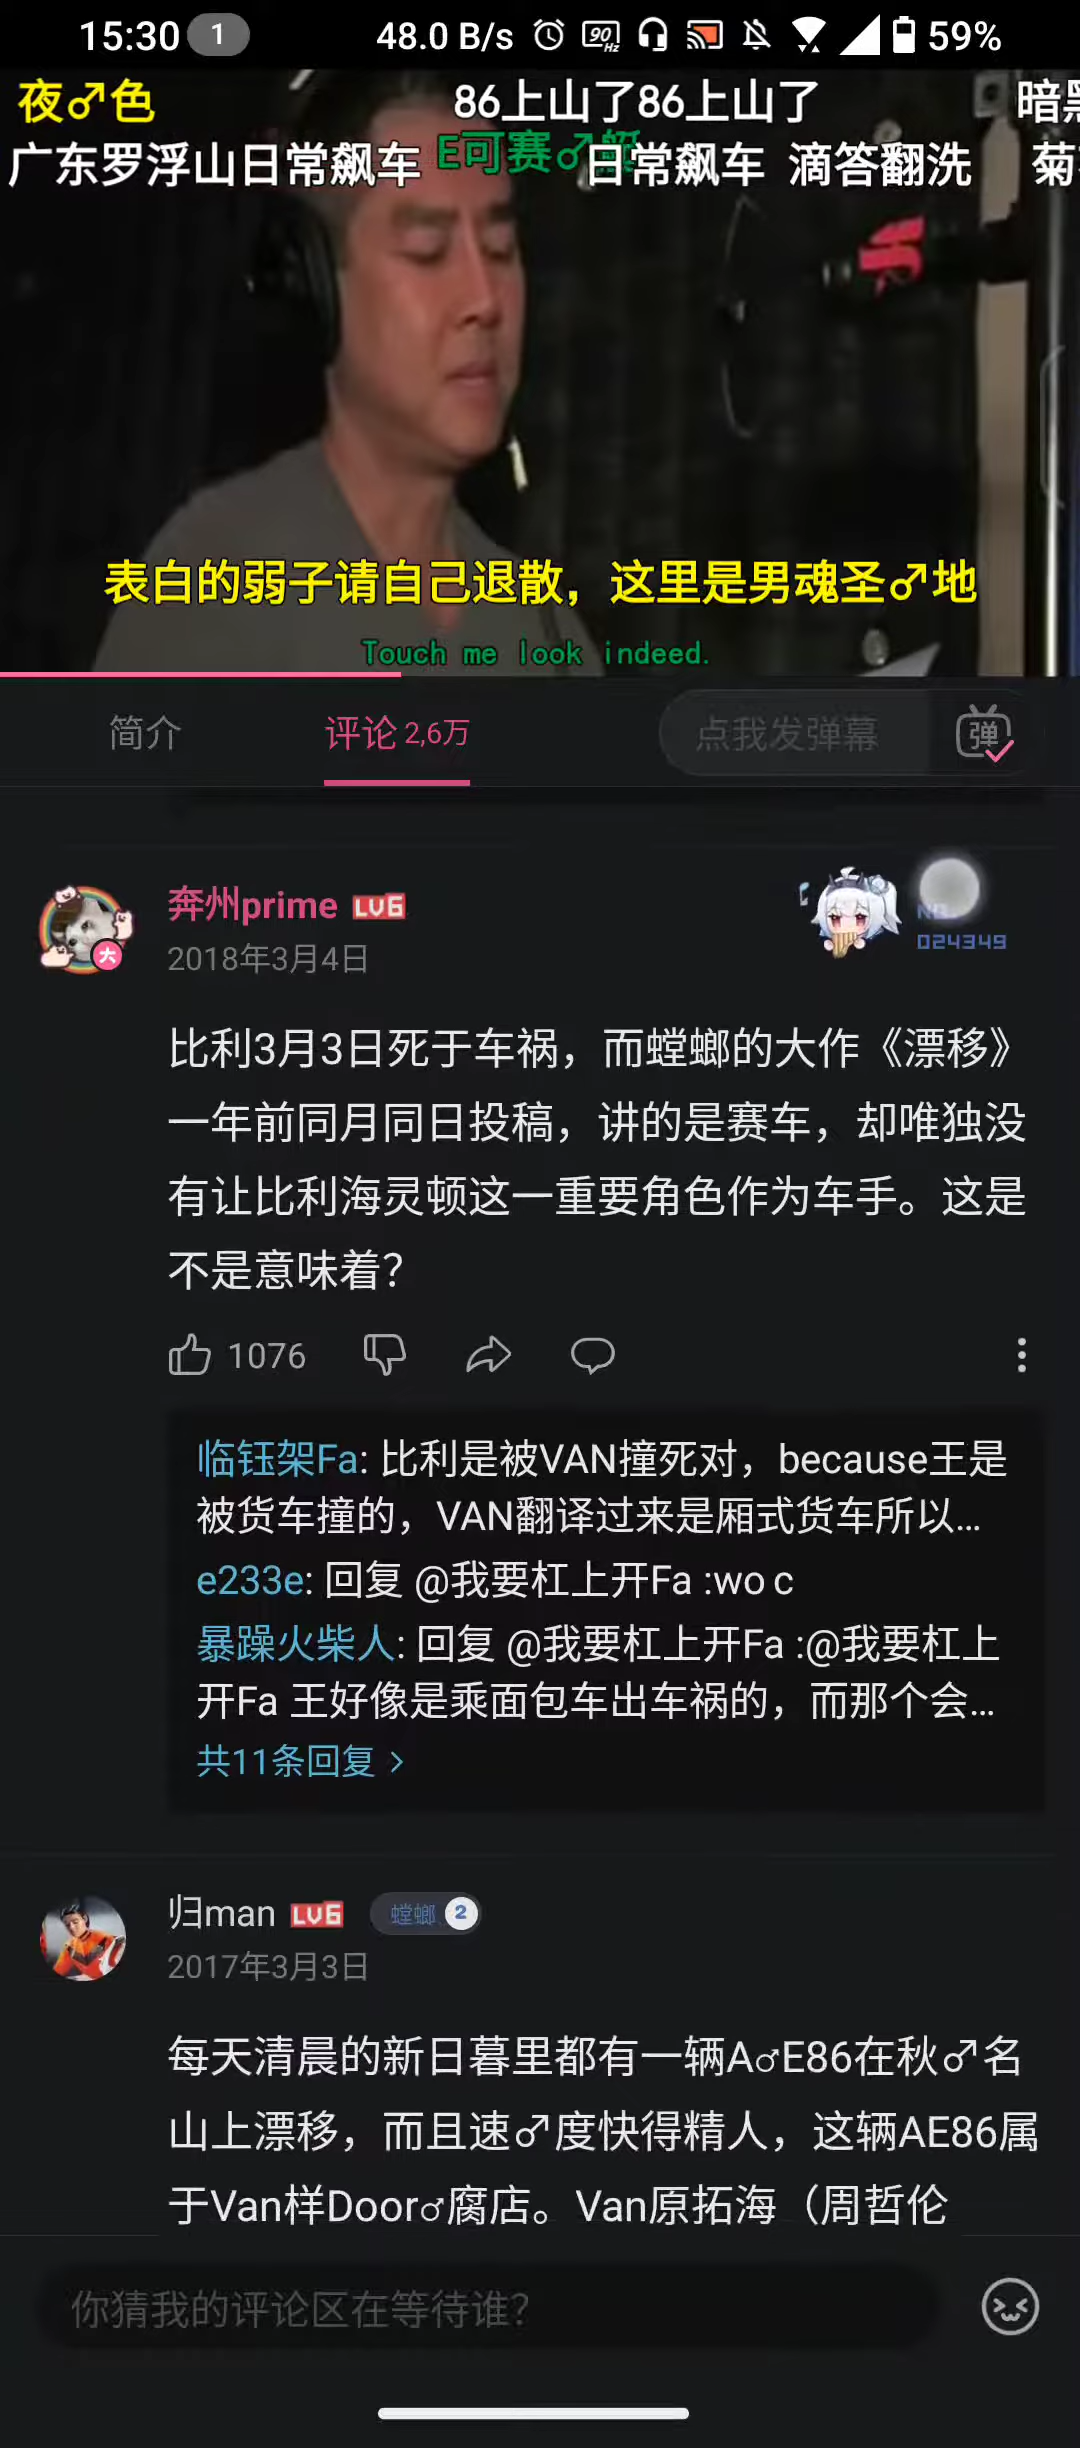 15:30 1 48.0 B/s 90Hz 59%
夜♂色 86上山了86上山了 暗黑
广东罗浮山日常飙车 E可赛♂艇 日常飙车 滴答翻洗
表白的弱子请自己退散，这里是男魂圣♂地
Touch me look indeed.
简介 评论 2,6万 点我发弹幕 弹
奔州prime LV6
2018年3月4日
NO.
024349
比利3月3日死于车祸，而螳螂的大作《漂移》
一年前同月同日投稿，讲的是赛车，却唯独没
有让比利海灵顿这一重要角色作为车手。这是
不是意味着？
1076
临钰架Fa: 比利是被VAN撞死对，because王是
被货车撞的，VAN翻译过来是厢式货车所以...
e233e: 回复 @我要杠上开Fa :wo c
暴躁火柴人: 回复 @我要杠上开Fa :@我要杠上
开Fa 王好像是乘面包车出车祸的，而那个会...
共11条回复 >
归man LV6 螳螂 2
2017年3月3日
每天清晨的新日暮里都有一辆A♂E86在秋♂名
山上漂移，而且速♂度快得精人，这辆AE86属
于Van样Door♂腐店。Van原拓海（周哲伦
你猜我的评论区在等待谁？